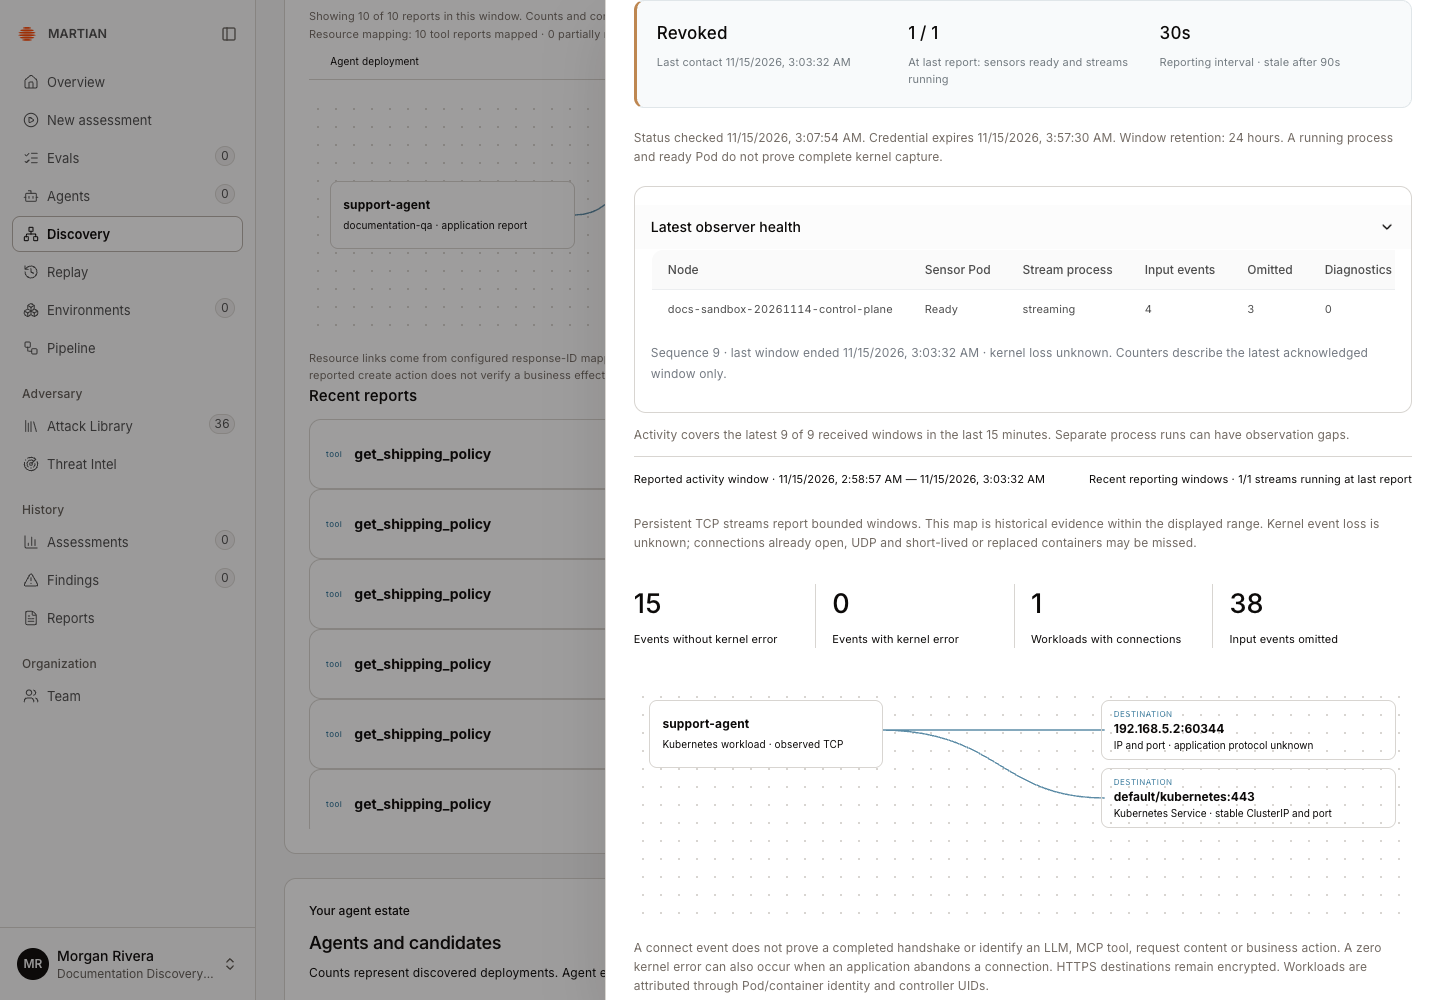 MARTIAN
Overview
New assessment
Evals 0
Agents 0
Discovery
Replay
Environments
Pipeline
Adversary
Attack Library 36
Threat Intel
History
Assessments 0
Findings 0
Reports
Organization
Team
MR
Morgan Rivera
Documentation Discovery...
Showing 10 of 10 reports in this window. Counts and
Resource mapping: 10 tool reports mapped · 0 partially
Agent deployment
support-agent
documentation-qa · application report
Resource links come from configured response-ID
reported create action does not verify a business effect
Recent reports
tool get_shipping_policy
tool get_shipping_policy
tool get_shipping_policy
tool get_shipping_policy
tool get_shipping_policy
tool get_shipping_policy
Your agent estate
Agents and candidates
Counts represent discovered deployments. Agent
Revoked
Last contact 11/15/2026, 3:03:32 AM
1 / 1
At last report: sensors ready and streams
running
30s
Reporting interval · stale after 90s
Status checked 11/15/2026, 3:07:54 AM. Credential expires 11/15/2026, 3:57:30 AM. Window retention: 24 hours. A running process
and ready Pod do not prove complete kernel capture.
Latest observer health
Node Sensor Pod Stream process Input events Omitted Diagnostics
docs-sandbox-20261114-control-plane Ready streaming 4 3 0
Sequence 9 · last window ended 11/15/2026, 3:03:32 AM · kernel loss unknown. Counters describe the latest acknowledged
window only.
Activity covers the latest 9 of 9 received windows in the last 15 minutes. Separate process runs can have observation gaps.
Reported activity window · 11/15/2026, 2:58:57 AM — 11/15/2026, 3:03:32 AM Recent reporting windows · 1/1 streams running at last report
Persistent TCP streams report bounded windows. This map is historical evidence within the displayed range. Kernel event loss is
unknown; connections already open, UDP and short-lived or replaced containers may be missed.
15
Events without kernel error
0
Events with kernel error
1
Workloads with connections
38
Input events omitted
support-agent
Kubernetes workload · observed TCP
DESTINATION
192.168.5.2:60344
IP and port · application protocol unknown
DESTINATION
default/kubernetes:443
Kubernetes Service · stable ClusterIP and port
A connect event does not prove a completed handshake or identify an LLM, MCP tool, request content or business action. A zero
kernel error can also occur when an application abandons a connection. HTTPS destinations remain encrypted. Workloads are
attributed through Pod/container identity and controller UIDs.